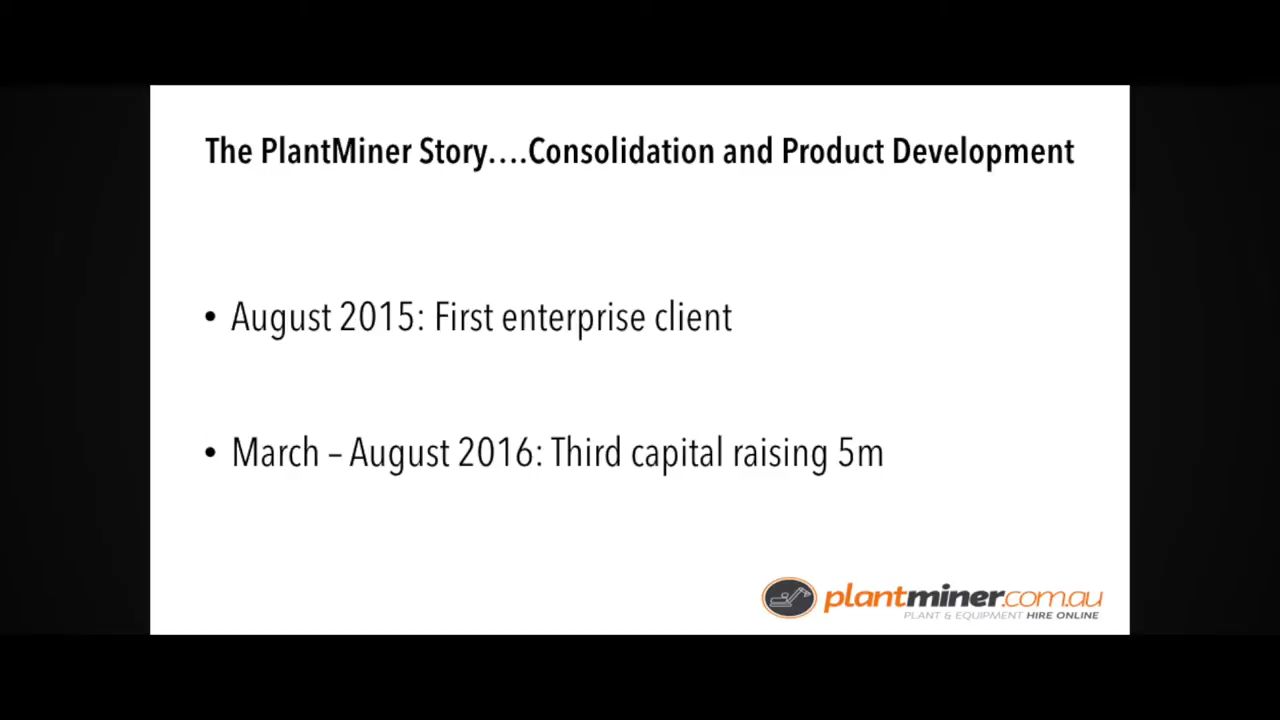 The PlantMiner Story....Consolidation and Product Development
• August 2015: First enterprise client
• March – August 2016: Third capital raising 5m
plantminer.com.au
PLANT & EQUIPMENT HIRE ONLINE